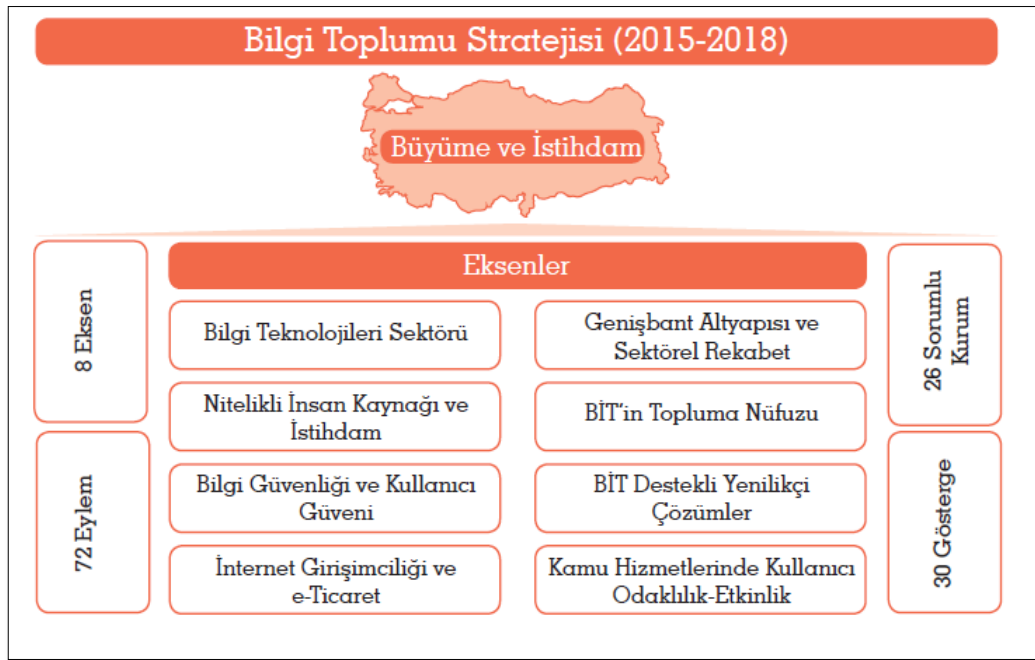 Bilgi Toplumu Stratejisi (2015-2018)
Büyüme ve İstihdam
8 Eksen
72 Eylem
Eksenler
Bilgi Teknolojileri Sektörü
Genişbant Altyapısı ve
Sektörel Rekabet
Nitelikli İnsan Kaynağı ve
İstihdam
BİT'in Topluma Nüfuzu
Bilgi Güvenliği ve Kullanıcı
Güveni
BİT Destekli Yenilikçi
Çözümler
İnternet Girişimciliği ve
e-Ticaret
Kamu Hizmetlerinde Kullanıcı
Odaklılık-Etkinlik
26 Sorumlu
Kurum
30 Gösterge